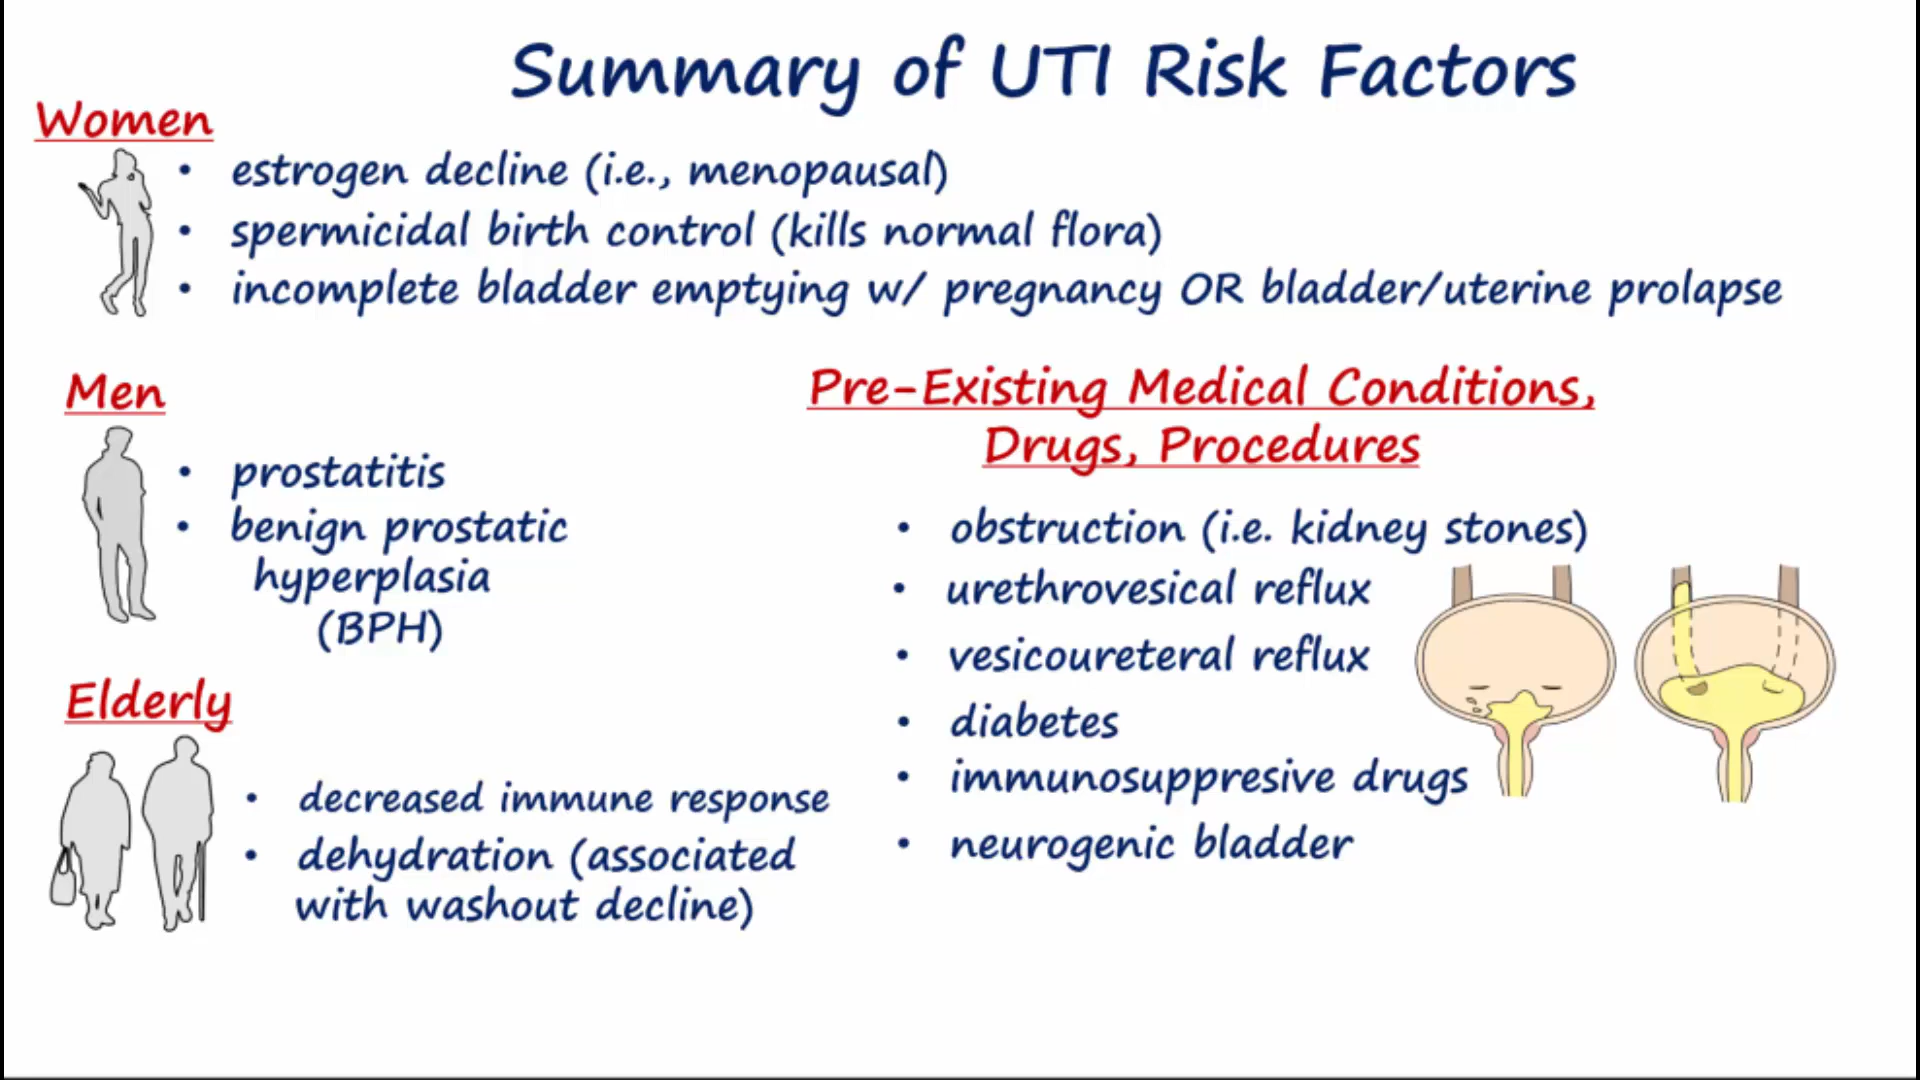 Summary of UTI Risk Factors
Women
• estrogen decline (i.e., menopausal)
• spermicidal birth control (kills normal flora)
• incomplete bladder emptying w/ pregnancy OR bladder/uterine prolapse
Men
• prostatitis
• benign prostatic
hyperplasia
(BPH)
Elderly
• decreased immune response
• dehydration (associated
with washout decline)
Pre-Existing Medical Conditions,
Drugs, Procedures
• obstruction (i.e. kidney stones)
• urethrovesical reflux
• vesicoureteral reflux
• diabetes
• immunosuppresive drugs
• neurogenic bladder